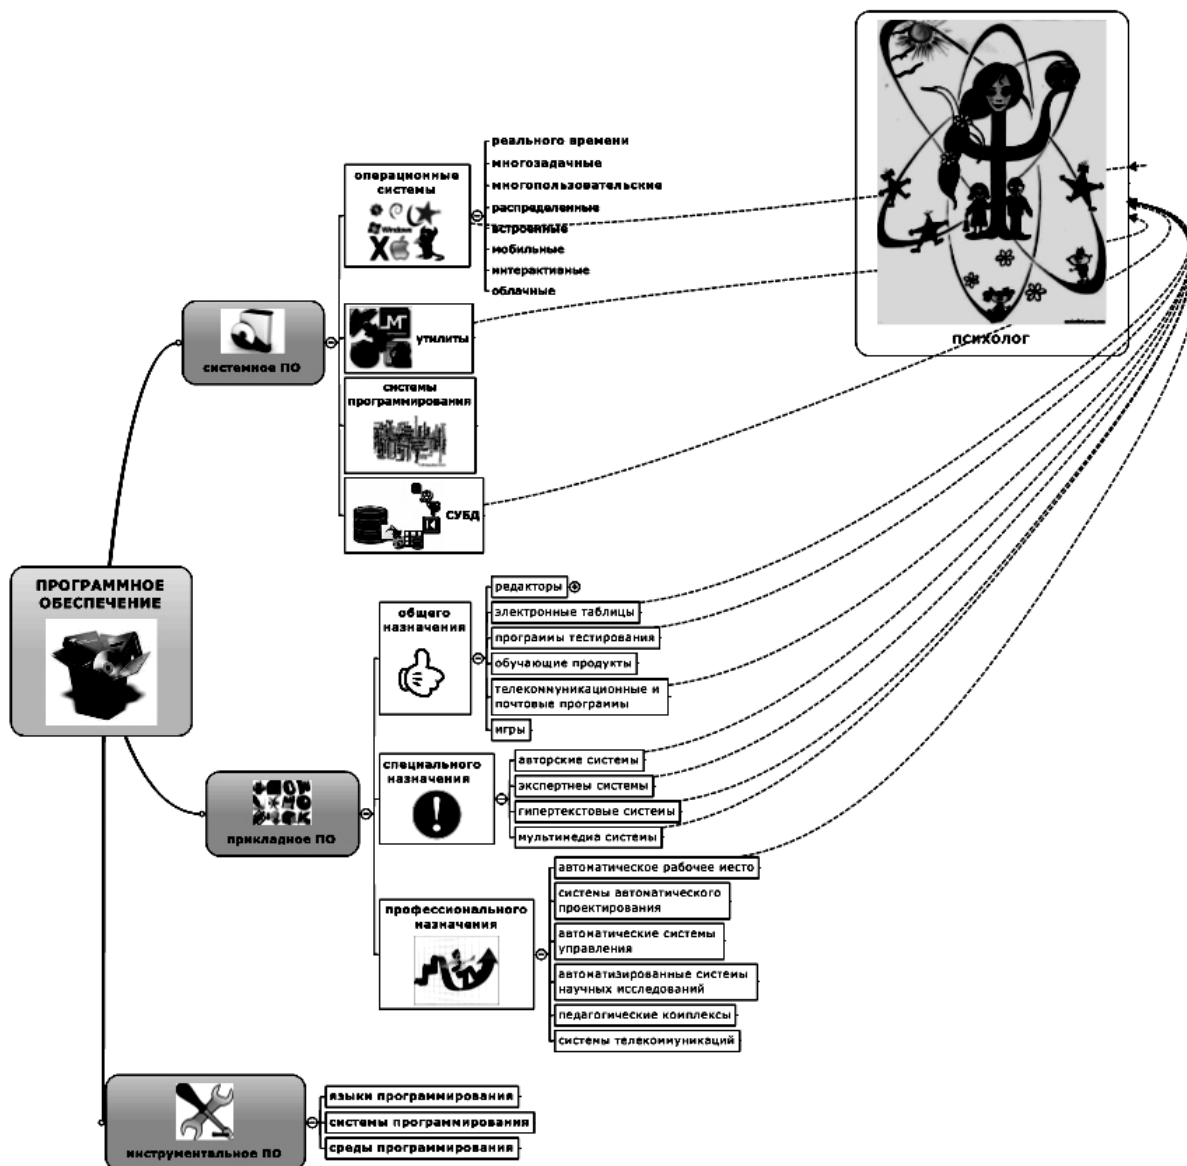 ПСИХОЛОГ
реального времени
многозадачные
многопользовательские
распределенные
встроенные
мобильные
интерактивные
облачные
операционные
системы
Windows
X
системное ПО
М
утилиты
системы
программирования
СУБД
ПРОГРАММНОЕ
ОБЕСПЕЧЕНИЕ
общего
назначения
редакторы
электронные таблицы
программы тестирования
обучающие продукты
телекоммуникационные и
почтовые программы
игры
специального
назначения
авторские системы
экспертнеы системы
гипертекстовые системы
мультимедиа системы
прикладное ПО
профессионального
назначения
автоматическое рабочее место
системы автоматического
проектирования
автоматические системы
управления
автоматизированные системы
научных исследований
педагогические комплексы
системы телекоммуникаций
инструментальное ПО
языки программирования
системы программирования
среды программирования